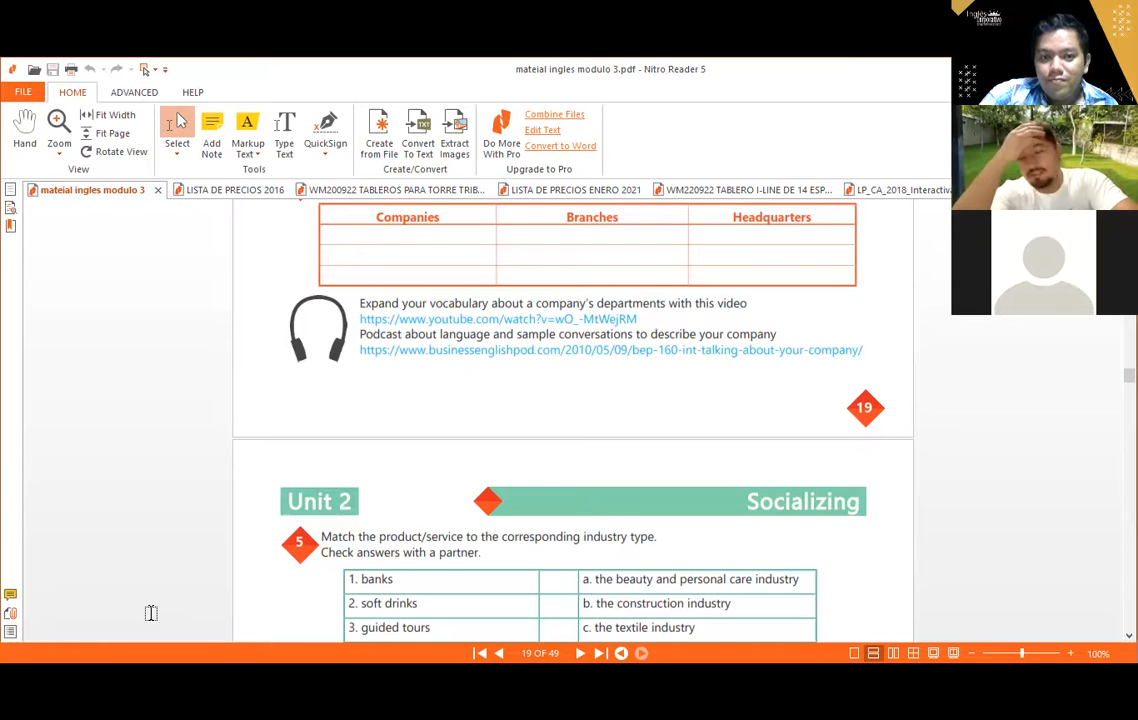 Inglés
Corporativo
mateial ingles modulo 3.pdf - Nitro Reader 5
FILE HOME ADVANCED HELP
Hand Zoom Fit Width Fit Page Rotate View
View
Select Add Note Markup Text Type Text QuickSign
Tools
Create from File Convert To Text Extract Images
Create/Convert
Do More With Pro Combine Files Edit Text Convert to Word
Upgrade to Pro
mateial ingles modulo 3 LISTA DE PRECIOS 2016 WM200922 TABLEROS PARA TORRE TRIB... LISTA DE PRECIOS ENERO 2021 WM200922 TABLERO I-LINE DE 14 ESP... LP_CA_2018_Interactiv
Companies Branches Headquarters
Expand your vocabulary about a company's departments with this video
https://www.youtube.com/watch?v=wO_-MtWejRM
Podcast about language and sample conversations to describe your company
https://www.businessenglishpod.com/2010/05/09/bep-160-int-talking-about-your-company/
19
Unit 2 Socializing
5 Match the product/service to the corresponding industry type.
Check answers with a partner.
1. banks a. the beauty and personal care industry
2. soft drinks b. the construction industry
3. guided tours c. the textile industry
19 OF 49 100%